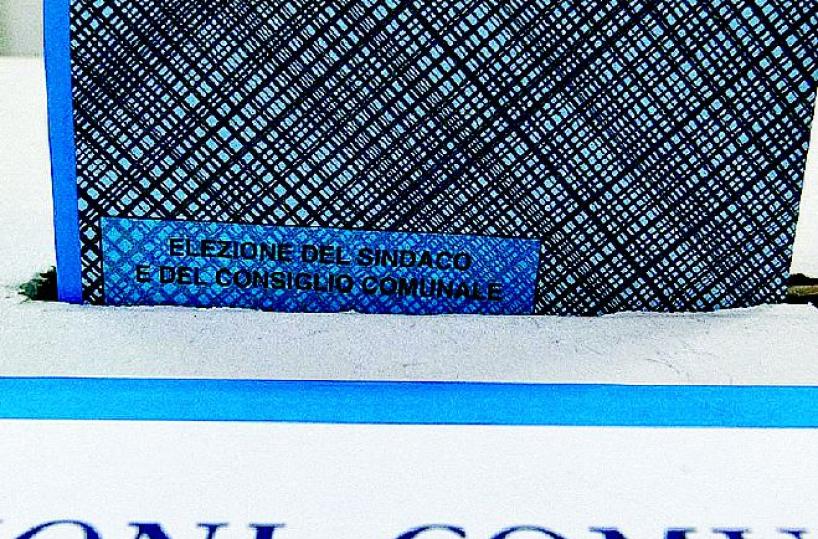 ELEZIONE DEL SINDACO
E DEL CONSIGLIO COMUNALE